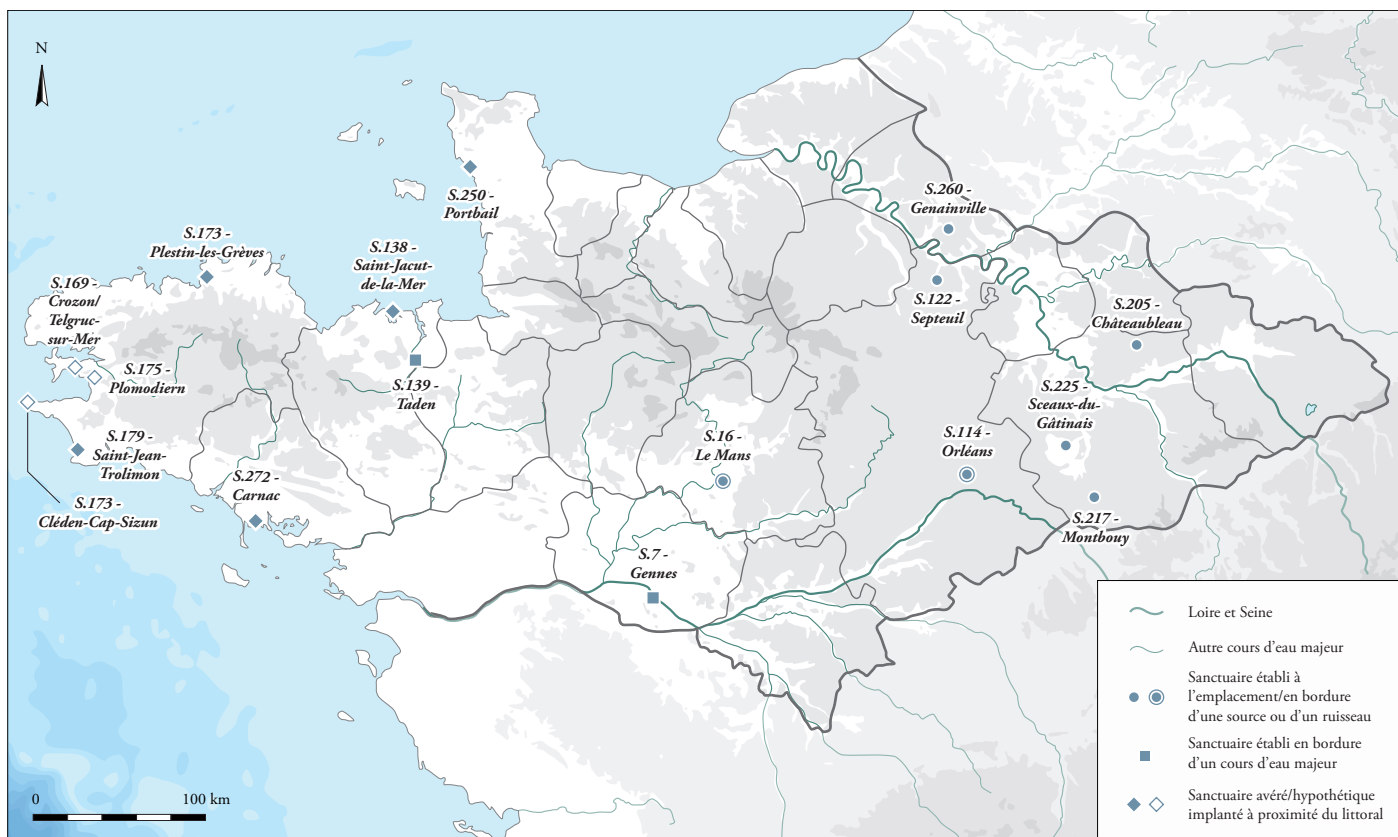 N
S.250 -
Portbail
S.260 -
Genainville
S.173 -
Plestin-les-Grèves
S.138 -
Saint-Jacut-
de-la-Mer
S.169 -
Crozon/
Telgruc-
sur-Mer
S.122 -
Septeuil
S.205 -
Châteaubleau
S.175 -
Plomodiern
S.139 -
Taden
S.225 -
Sceaux-du-
Gâtinais
S.179 -
Saint-Jean-
Trolimon
S.16 -
Le Mans
S.114 -
Orléans
S.272 -
Carnac
S.173 -
Cléden-Cap-Sizun
S.217 -
Montbouy
S.7 -
Gennes
Loire et Seine
Autre cours d'eau majeur
Sanctuaire établi à
l'emplacement/en bordure
d'une source ou d'un ruisseau
Sanctuaire établi en bordure
d'un cours d'eau majeur
Sanctuaire avéré/hypothétique
implanté à proximité du littoral
0 100 km